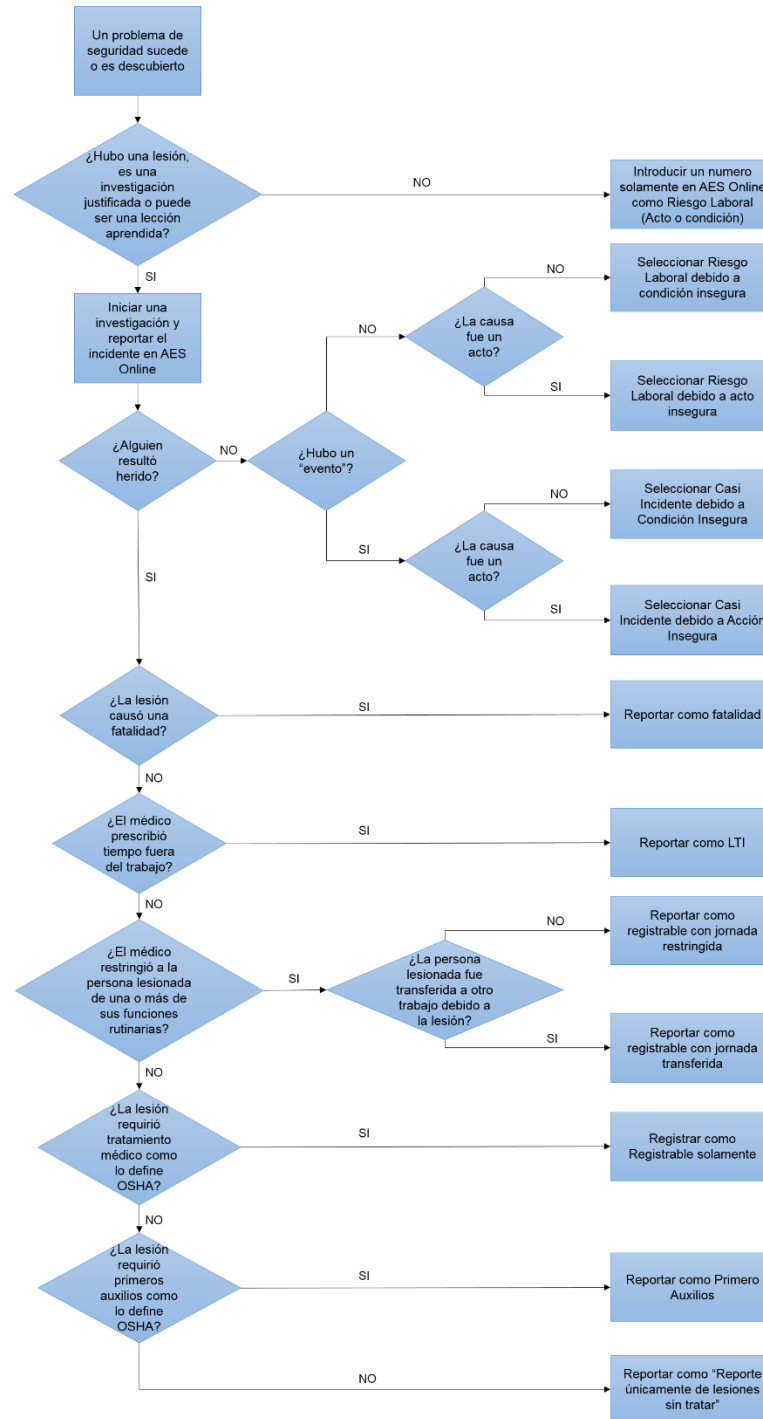 Un problema de
seguridad sucede
o es descubierto
¿Hubo una lesión,
es una
investigación
justificada o puede
ser una lección
aprendida?
NO
Introducir un numero
solamente en AES Online
como Riesgo Laboral
(Acto o condición)
SI
Iniciar una
investigación y
reportar el
incidente en AES
Online
¿Alguien
resultó
herido?
NO
¿Hubo un
“evento”?
NO
¿La causa
fue un
acto?
NO
Seleccionar Riesgo
Laboral debido a
condición insegura
SI
Seleccionar Riesgo
Laboral debido a acto
insegura
SI
¿La causa
fue un
acto?
NO
Seleccionar Casi
Incidente debido a
Condición Insegura
SI
Seleccionar Casi
Incidente debido a Acción
Insegura
SI
¿La lesión
causó una
fatalidad?
SI
Reportar como fatalidad
NO
¿El médico
prescribió
tiempo fuera
del trabajo?
SI
Reportar como LTI
NO
¿El médico
restringió a la
persona lesionada
de una o más de
sus funciones
rutinarias?
SI
¿La persona
lesionada fue
transferida a otro
trabajo debido a
la lesión?
NO
Reportar como
registrable con jornada
restringida
SI
Reportar como
registrable con jornada
transferida
NO
¿La lesión
requirió
tratamiento
médico como
lo define
OSHA?
SI
Registrar como
Registrable solamente
NO
¿La lesión
requirió
primeros
auxilios como
lo define
OSHA?
SI
Reportar como Primero
Auxilios
NO
Reportar como “Reporte
únicamente de lesiones
sin tratar”